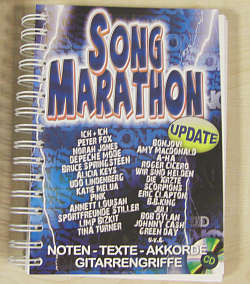 SONG
MARATHON
UPDATE
ICH + ICH
PETER FOX
NORAH JONES
DEPECHE MODE
BRUCE SPRINGSTEEN
ALICIA KEYS
UDO LINDENBERG
KATIE MELUA
PINK
ANNETT LOUISAN
SPORTFREUNDE STILLER
LIMP BIZKIT
TINA TURNER
BON JOVI
AMY MACDONALD
A-HA
ROGER CICERO
WIR SIND HELDEN
DIE ÄRZTE
SCORPIONS
ERIC CLAPTON
B.B.KING
JULI
BOB DYLAN
JOHNNY CASH
GREEN DAY
u.v.a.
NOTEN - TEXTE - AKKORDE
GITARRENGRIFFE
CD